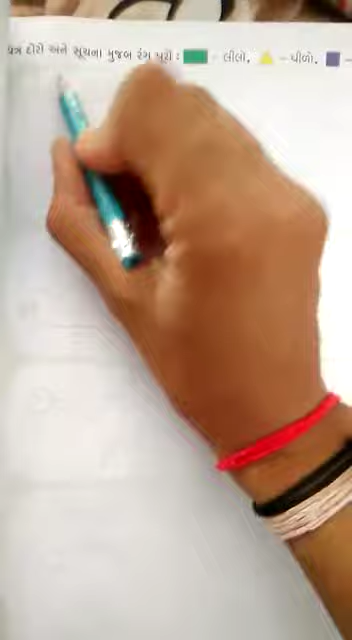 ચિત્ર દોરો અને સૂચના મુજબ રંગ પૂરો : - લીલો, - પીળો, -